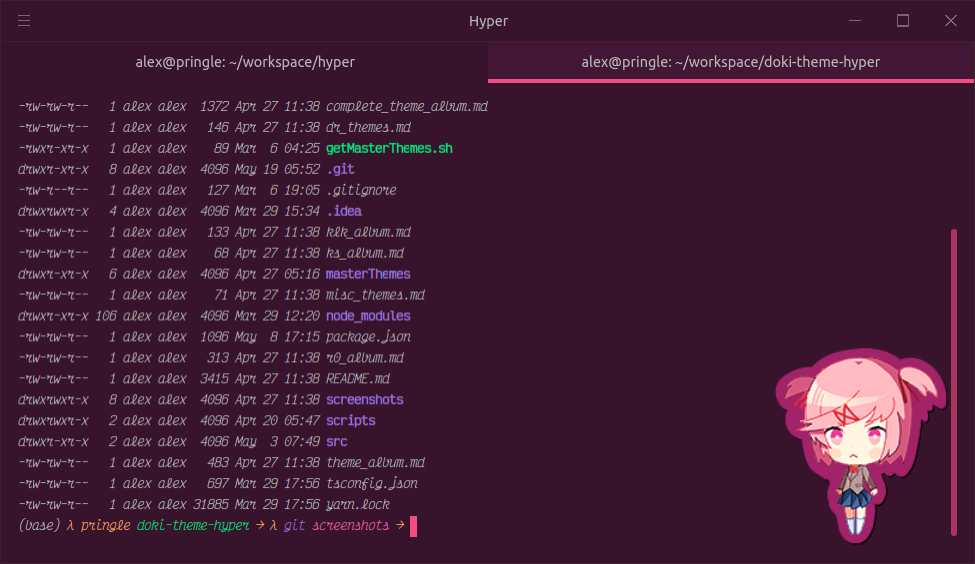 Hyper
alex@pringle: ~/workspace/hyper
alex@pringle: ~/workspace/doki-theme-hyper
-rw-rw-r-- 1 alex alex 1372 Apr 27 11:38 complete_theme_album.md
-rw-rw-r-- 1 alex alex 146 Apr 27 11:38 dr_themes.md
-rwxr-xr-x 1 alex alex 89 Mar 6 04:25 getMasterThemes.sh
drwxr-xr-x 8 alex alex 4096 May 19 05:52 .git
-rw-r--r-- 1 alex alex 127 Mar 6 19:05 .gitignore
drwxrwxr-x 4 alex alex 4096 Mar 29 15:34 .idea
-rw-rw-r-- 1 alex alex 133 Apr 27 11:38 klk_album.md
-rw-rw-r-- 1 alex alex 68 Apr 27 11:38 ks_album.md
drwxr-xr-x 6 alex alex 4096 Apr 27 05:16 masterThemes
-rw-rw-r-- 1 alex alex 71 Apr 27 11:38 misc_themes.md
drwxr-xr-x 106 alex alex 4096 Mar 29 12:20 node_modules
-rw-rw-r-- 1 alex alex 1096 May 8 17:15 package.json
-rw-rw-r-- 1 alex alex 313 Apr 27 11:38 r0_album.md
-rw-rw-r-- 1 alex alex 3415 Apr 27 11:38 README.md
drwxrwxr-x 8 alex alex 4096 Apr 27 11:38 screenshots
drwxrwxr-x 2 alex alex 4096 Apr 20 05:47 scripts
drwxr-xr-x 2 alex alex 4096 May 3 07:49 src
-rw-rw-r-- 1 alex alex 483 Apr 27 11:38 theme_album.md
-rw-rw-r-- 1 alex alex 697 Mar 29 17:56 tsconfig.json
-rw-rw-r-- 1 alex alex 31885 Mar 29 17:56 yarn.lock
(base) λ pringle doki-theme-hyper → λ git screenshots →